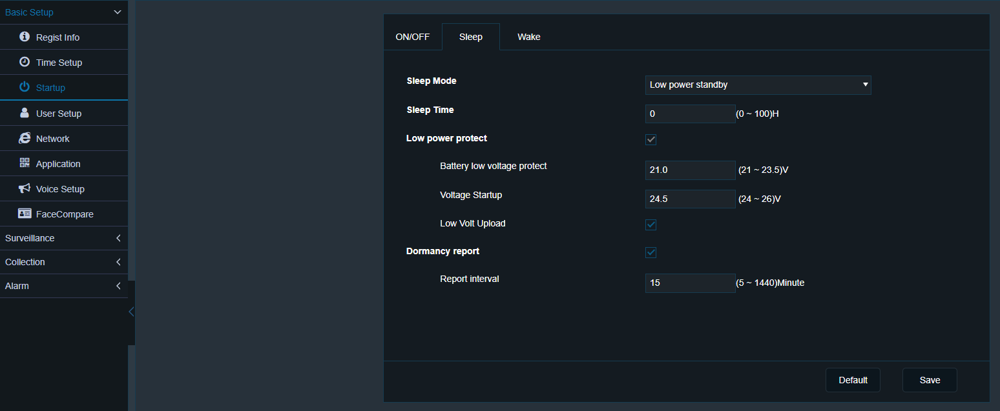 Basic Setup
Regist Info
Time Setup
Startup
User Setup
Network
Application
Voice Setup
FaceCompare
Surveillance
Collection
Alarm
ON/OFF Sleep Wake
Sleep Mode Low power standby
Sleep Time 0 (0 ~ 100)H
Low power protect
Battery low voltage protect 21.0 (21 ~ 23.5)V
Voltage Startup 24.5 (24 ~ 26)V
Low Volt Upload
Dormancy report
Report interval 15 (5 ~ 1440)Minute
Default Save